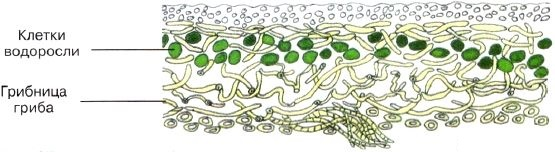 Клетки
водоросли
Грибница
гриба